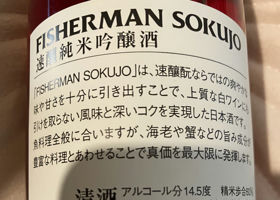 FISHERMAN SOKUJO
速醸純米吟醸酒
「FISHERMAN SOKUJO」は、速醸酛ならではの爽やかな
味や甘さを十分に引き出すことで、上質な白ワインにも
引けを取らない風味と深いコクを実現した日本酒です。
魚料理全般に合いますが、海老や蟹などの旨み成分が
豊富な料理とあわせることで真価を最大限に発揮します。
清酒 アルコール分14.5度 精米歩合60%